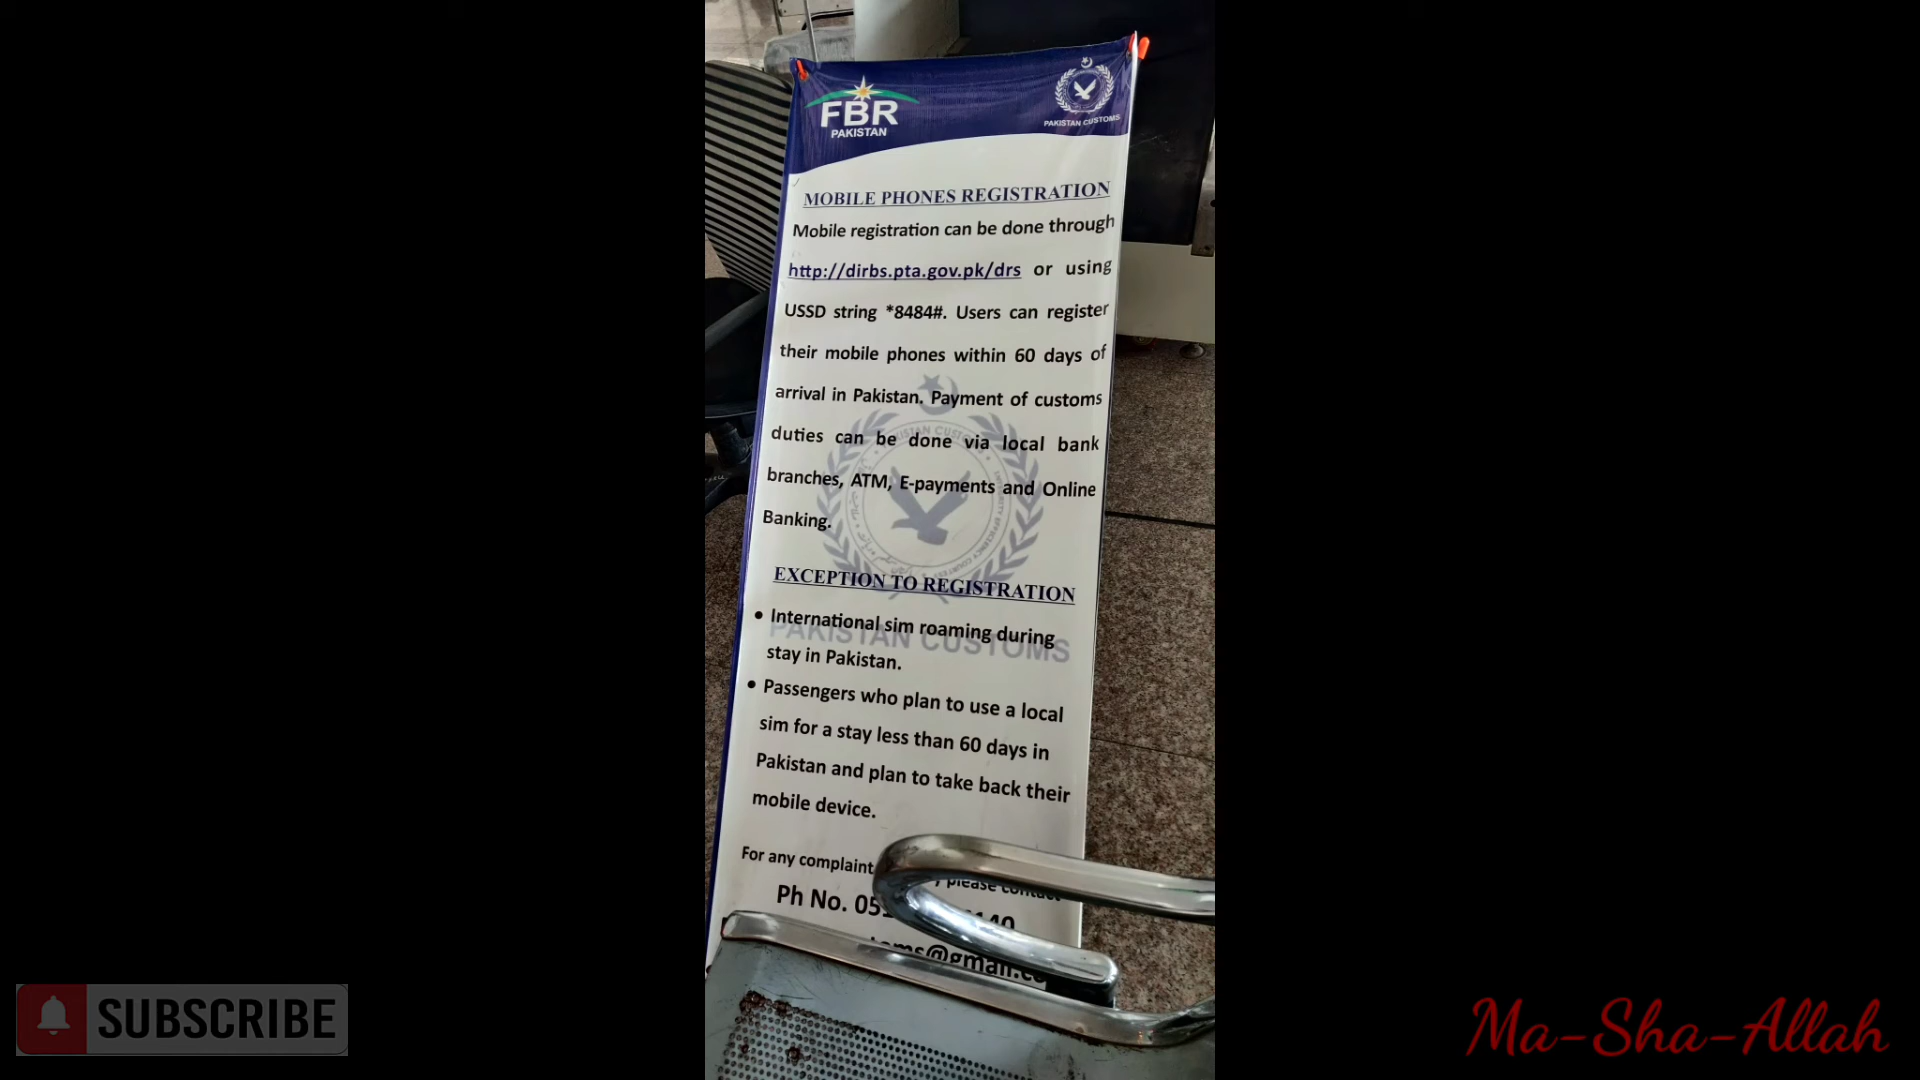 FBR
PAKISTAN
PAKISTAN CUSTOMS
MOBILE PHONES REGISTRATION
Mobile registration can be done through
http://dirbs.pta.gov.pk/drs or using
USSD string *8484#. Users can register
their mobile phones within 60 days of
arrival in Pakistan. Payment of customs
duties can be done via local bank
branches, ATM, E-payments and Online
Banking.
EXCEPTION TO REGISTRATION
• International sim roaming during
stay in Pakistan.
PAKISTAN CUSTOMS
• Passengers who plan to use a local
sim for a stay less than 60 days in
Pakistan and plan to take back their
mobile device.
For any complaint please contact
Ph No.
SUBSCRIBE
Ma-Sha-Allah